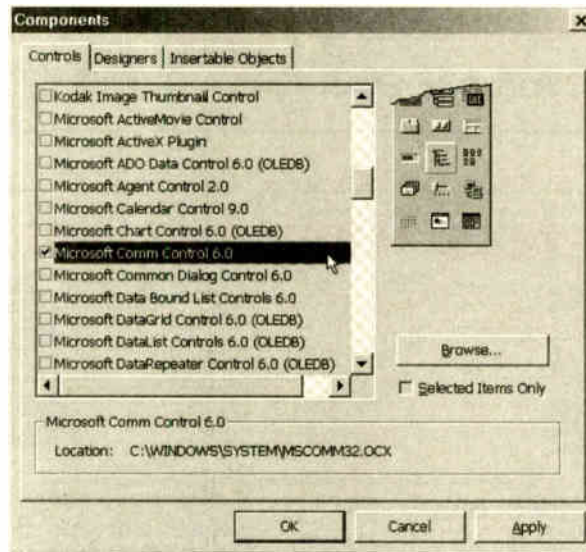 Components
Controls
Designers
Insertable Objects
Kodak Image Thumbnail Control
Microsoft ActiveMovie Control
Microsoft ActiveX Plugin
Microsoft ADO Data Control 6.0 (OLEDB)
Microsoft Agent Control 2.0
Microsoft Calendar Control 9.0
Microsoft Chart Control 6.0 (OLEDB)
Microsoft Comm Control 6.0
Microsoft Common Dialog Control 6.0
Microsoft Data Bound List Controls 6.0
Microsoft DataGrid Control 6.0 (OLEDB)
Microsoft DataList Controls 6.0 (OLEDB)
Microsoft DataRepeater Control 6.0 (OLEDB)
Browse...
Selected Items Only
Microsoft Comm Control 6.0
Location: C:\WINDOWS\SYSTEM\MSCOMM32.OCX
OK
Cancel
Apply